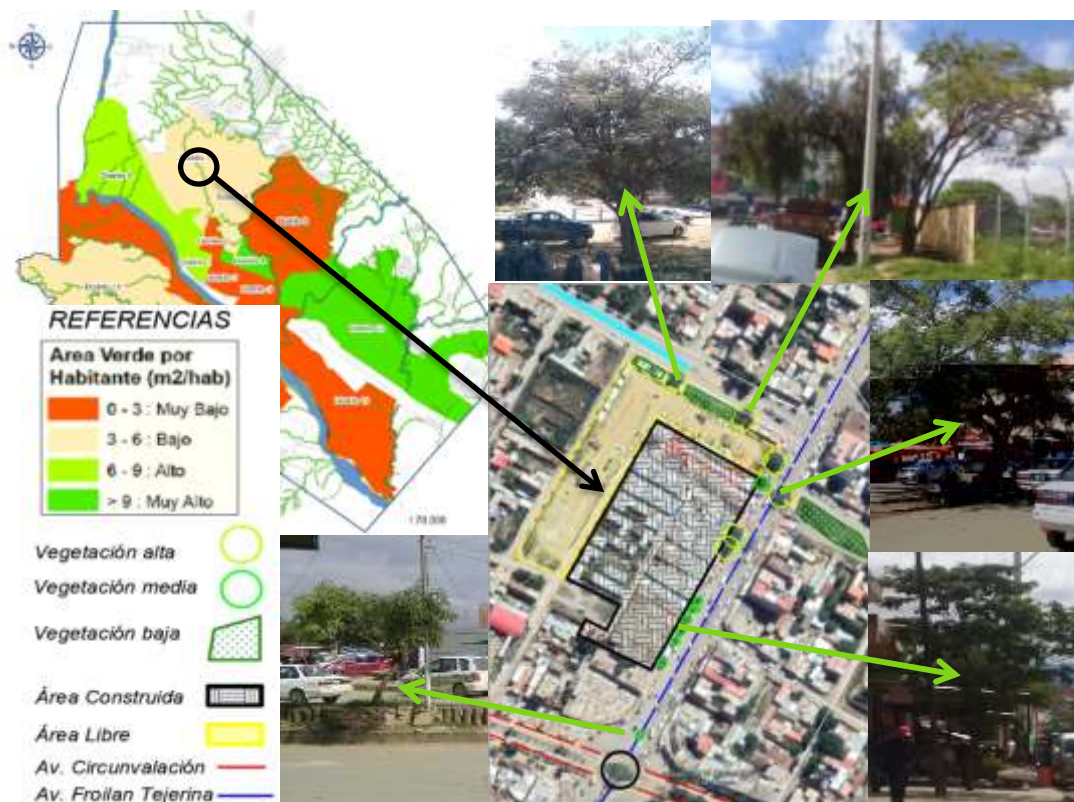 REFERENCIAS
Area Verde por
Habitante (m2/hab)
0 - 3 : Muy Bajo
3 - 6 : Bajo
6 - 9 : Alto
> 9 : Muy Alto
Vegetación alta
Vegetación media
Vegetación baja
Área Construida
Área Libre
Av. Circunvalación
Av. Froilan Tejerina